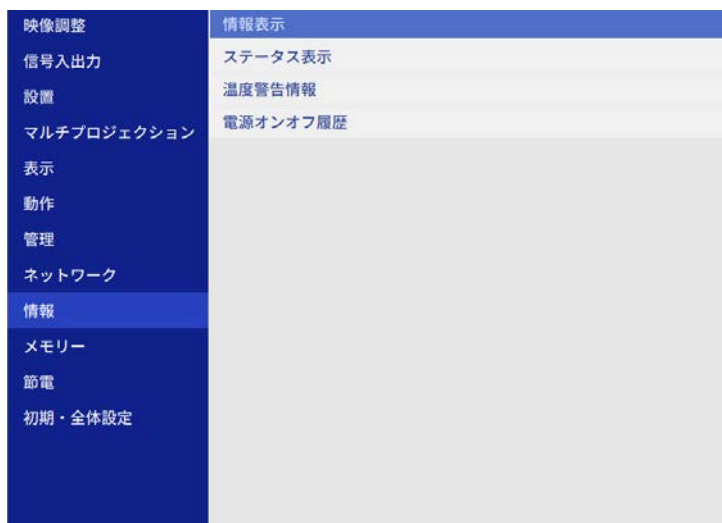 映像調整
信号入出力
設置
マルチプロジェクション
表示
動作
管理
ネットワーク
情報
メモリー
節電
初期・全体設定
情報表示
ステータス表示
温度警告情報
電源オンオフ履歴